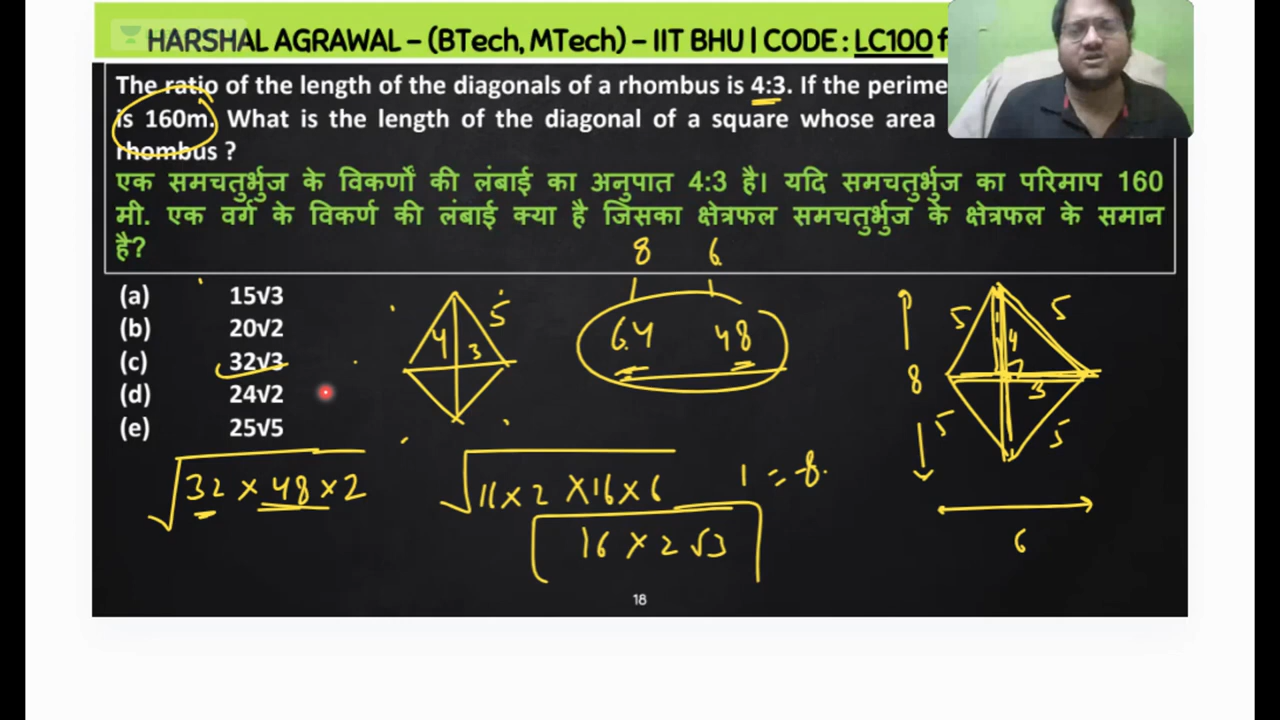 HARSHAL AGRAWAL – (BTech, MTech) – IIT BHU | CODE : LC100 f
The ratio of the length of the diagonals of a rhombus is 4:3. If the perime
is 160m. What is the length of the diagonal of a square whose area
rhombus ?
एक समचतुर्भुज के विकर्णों की लंबाई का अनुपात 4:3 है। यदि समचतुर्भुज का परिमाप 160
मी. एक वर्ग के विकर्ण की लंबाई क्या है जिसका क्षेत्रफल समचतुर्भुज के क्षेत्रफल के समान
है?
8 6
(a) 15√3
(b) 20√2
(c) 32√3
(d) 24√2
(e) 25√5
4 3 5
64 48
5 5
4
8 3
5 5
6
√32 × 48 × 2
√16 × 2 × 16 × 6
1 = 8
16 × 2√3
18